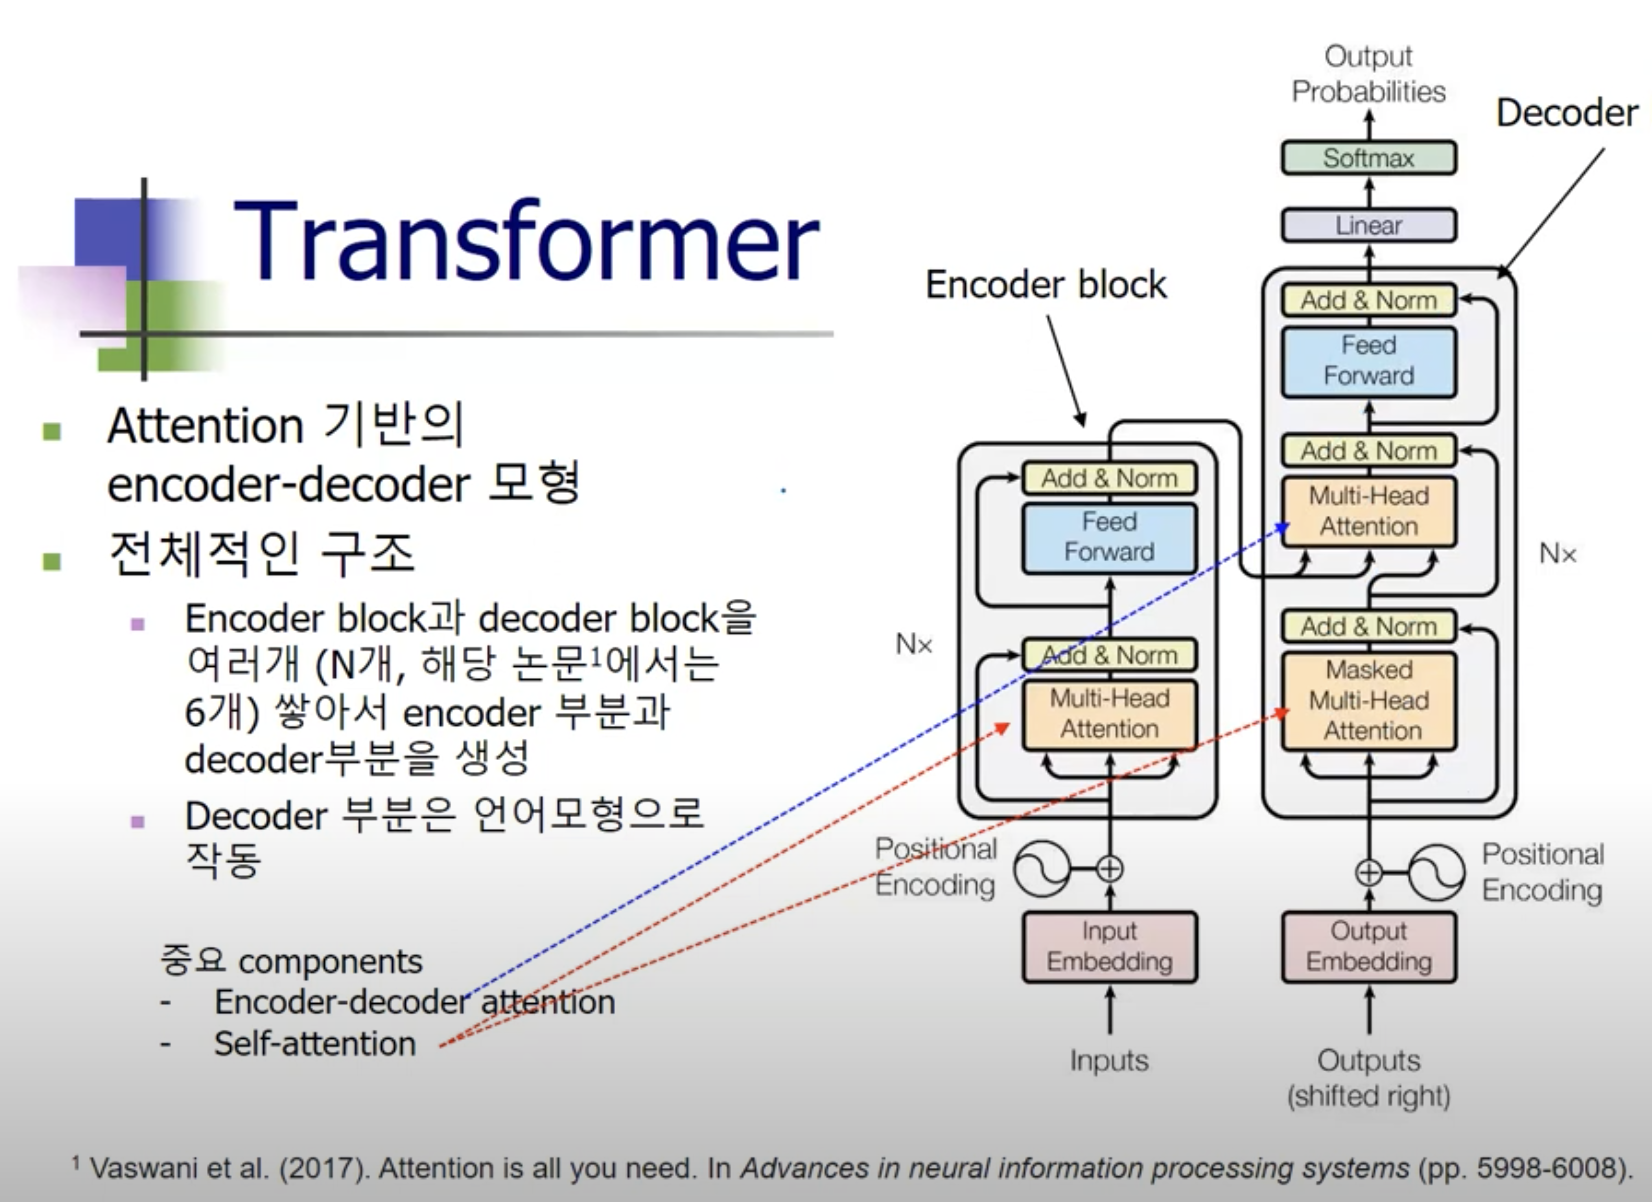 Transformer
Attention 기반의
encoder-decoder 모형
전체적인 구조
Encoder block과 decoder block을
여러개 (N개, 해당 논문¹에서는
6개) 쌓아서 encoder 부분과
decoder부분을 생성
Decoder 부분은 언어모형으로
작동
중요 components
- Encoder-decoder attention
- Self-attention
Encoder block
Add & Norm
Feed
Forward
Nx
Add & Norm
Multi-Head
Attention
Positional
Encoding
Input
Embedding
Inputs
Decoder
Output
Probabilities
Softmax
Linear
Add & Norm
Feed
Forward
Add & Norm
Multi-Head
Attention
Nx
Add & Norm
Masked
Multi-Head
Attention
Positional
Encoding
Output
Embedding
Outputs
(shifted right)
¹ Vaswani et al. (2017). Attention is all you need. In Advances in neural information processing systems (pp. 5998-6008).